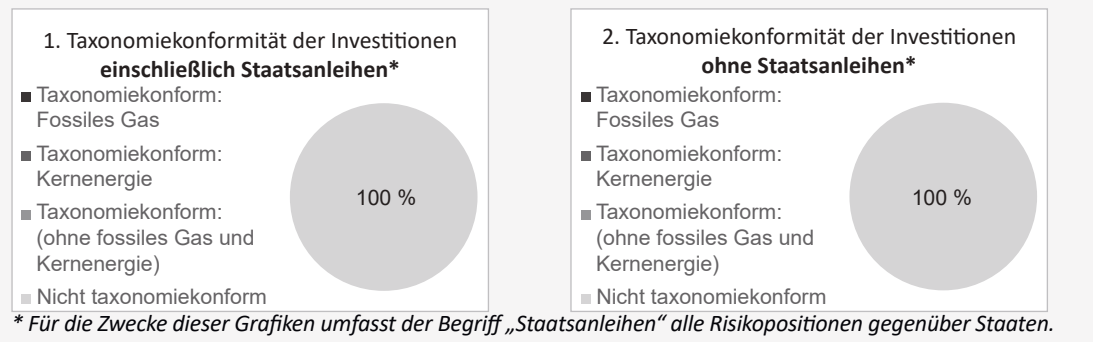 1. Taxonomiekonformität der Investitionen
einschließlich Staatsanleihen*
Taxonomiekonform:
Fossiles Gas
Taxonomiekonform:
Kernenergie
Taxonomiekonform:
(ohne fossiles Gas und
Kernenergie)
Nicht taxonomiekonform
100 %
2. Taxonomiekonformität der Investitionen
ohne Staatsanleihen*
Taxonomiekonform:
Fossiles Gas
Taxonomiekonform:
Kernenergie
Taxonomiekonform:
(ohne fossiles Gas und
Kernenergie)
Nicht taxonomiekonform
100 %
* Für die Zwecke dieser Grafiken umfasst der Begriff „Staatsanleihen“ alle Risikopositionen gegenüber Staaten.